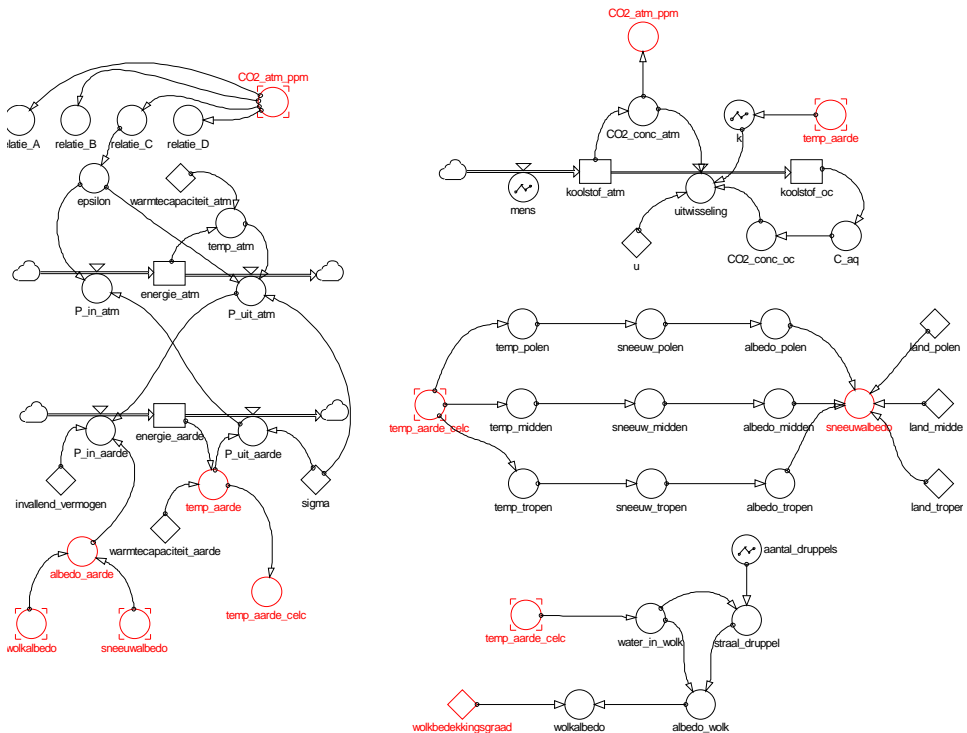 CO2_atm_ppm
elatie_A
relatie_B
relatie_C
relatie_D
epsilon
warmtecapaciteit_atm
temp_atm
energie_atm
P_in_atm
P_uit_atm
energie_aarde
P_in_aarde
P_uit_aarde
invallend_vermogen
temp_aarde
sigma
warmtecapaciteit_aarde
albedo_aarde
temp_aarde_celc
wolkalbedo
sneeuwalbedo
CO2_atm_ppm
CO2_conc_atm
k
temp_aarde
koolstof_atm
koolstof_oc
mens
uitwisseling
u
CO2_conc_oc
C_aq
temp_polen
sneeuw_polen
albedo_polen
land_polen
temp_aarde_celc
temp_midden
sneeuw_midden
albedo_midden
sneeuwalbedo
land_midde
temp_tropen
sneeuw_tropen
albedo_tropen
land_troper
aantal_druppels
temp_aarde_celc
water_in_wolk
straal_druppel
wolkbedekkingsgraad
wolkalbedo
albedo_wolk